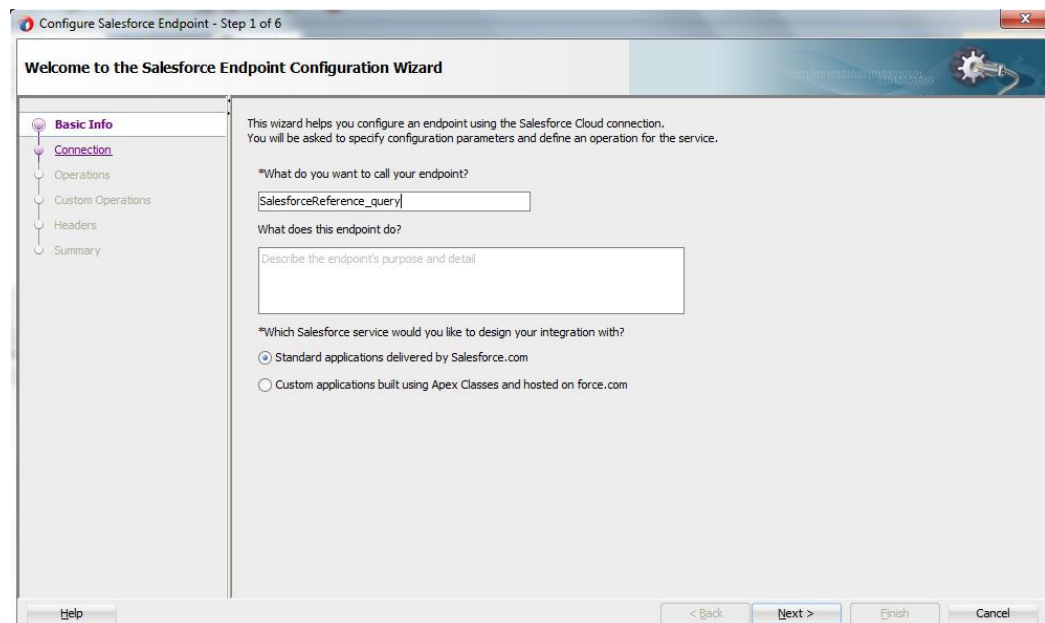 Configure Salesforce Endpoint - Step 1 of 6
Welcome to the Salesforce Endpoint Configuration Wizard
Basic Info
Connection
Operations
Custom Operations
Headers
Summary
This wizard helps you configure an endpoint using the Salesforce Cloud connection.
You will be asked to specify configuration parameters and define an operation for the service.
*What do you want to call your endpoint?
SalesforceReference_query
What does this endpoint do?
Describe the endpoint's purpose and detail
*Which Salesforce service would you like to design your integration with?
Standard applications delivered by Salesforce.com
Custom applications built using Apex Classes and hosted on force.com
Help
< Back
Next >
Finish
Cancel